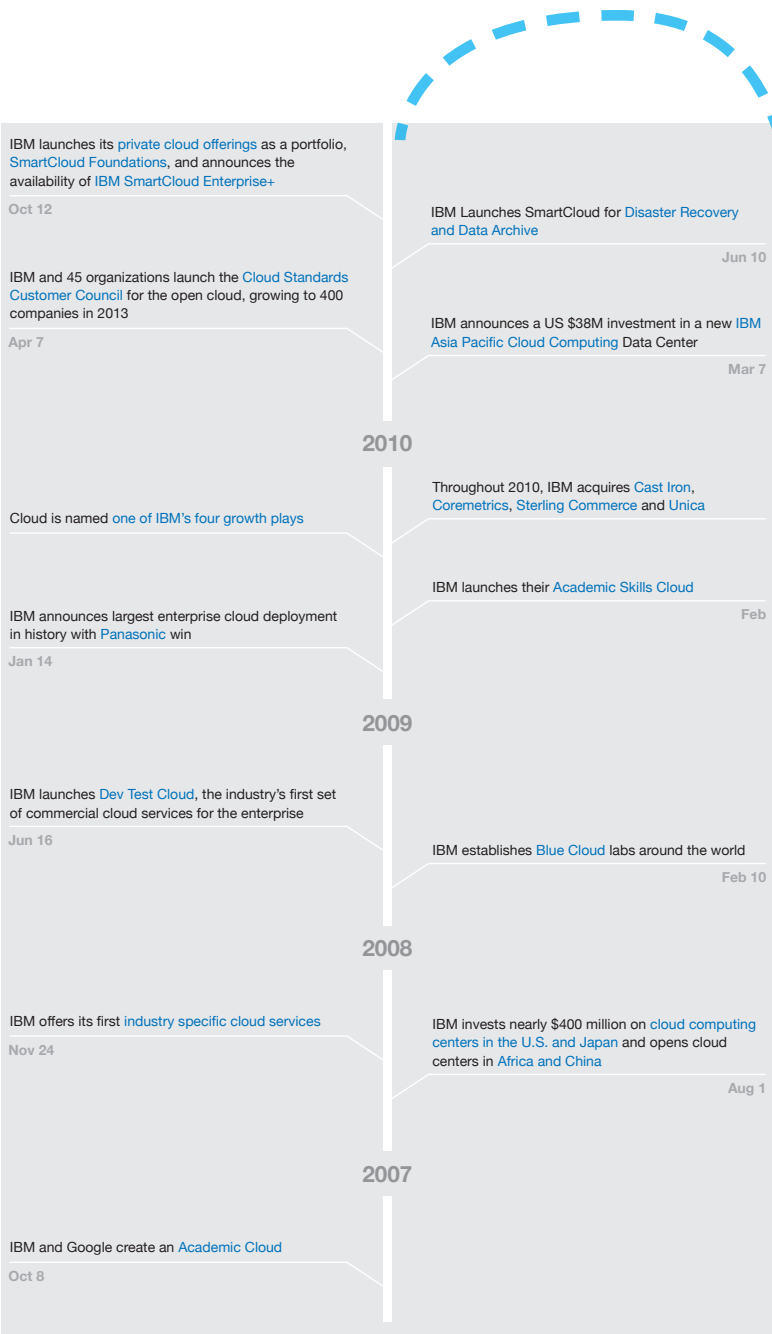 IBM launches its private cloud offerings as a portfolio,
SmartCloud Foundations, and announces the
availability of IBM SmartCloud Enterprise+
Oct 12
IBM Launches SmartCloud for Disaster Recovery
and Data Archive
Jun 10
IBM and 45 organizations launch the Cloud Standards
Customer Council for the open cloud, growing to 400
companies in 2013
Apr 7
IBM announces a US $38M investment in a new IBM
Asia Pacific Cloud Computing Data Center
Mar 7
2010
Throughout 2010, IBM acquires Cast Iron,
Coremetrics, Sterling Commerce and Unica
Cloud is named one of IBM's four growth plays
IBM launches their Academic Skills Cloud
Feb
IBM announces largest enterprise cloud deployment
in history with Panasonic win
Jan 14
2009
IBM launches Dev Test Cloud, the industry's first set
of commercial cloud services for the enterprise
Jun 16
IBM establishes Blue Cloud labs around the world
Feb 10
2008
IBM offers its first industry specific cloud services
Nov 24
IBM invests nearly $400 million on cloud computing
centers in the U.S. and Japan and opens cloud
centers in Africa and China
Aug 1
2007
IBM and Google create an Academic Cloud
Oct 8